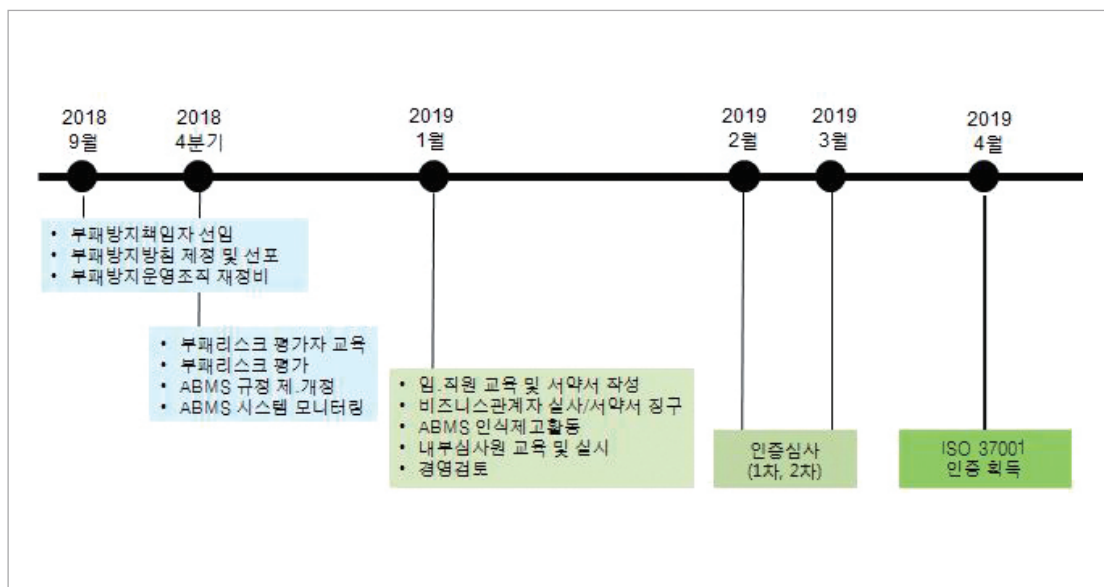 2018
9월
2018
4분기
2019
1월
2019
2월
2019
3월
2019
4월
• 부패방지책임자 선임
• 부패방지방침 제정 및 선포
• 부패방지운영조직 재정비
• 부패리스크 평가자 교육
• 부패리스크 평가
• ABMS 규정 제.개정
• ABMS 시스템 모니터링
• 임.직원 교육 및 서약서 작성
• 비즈니스관계자 실사/서약서 징구
• ABMS 인식제고활동
• 내부심사원 교육 및 실시
• 경영검토
인증심사
(1차, 2차)
ISO 37001
인증 획득